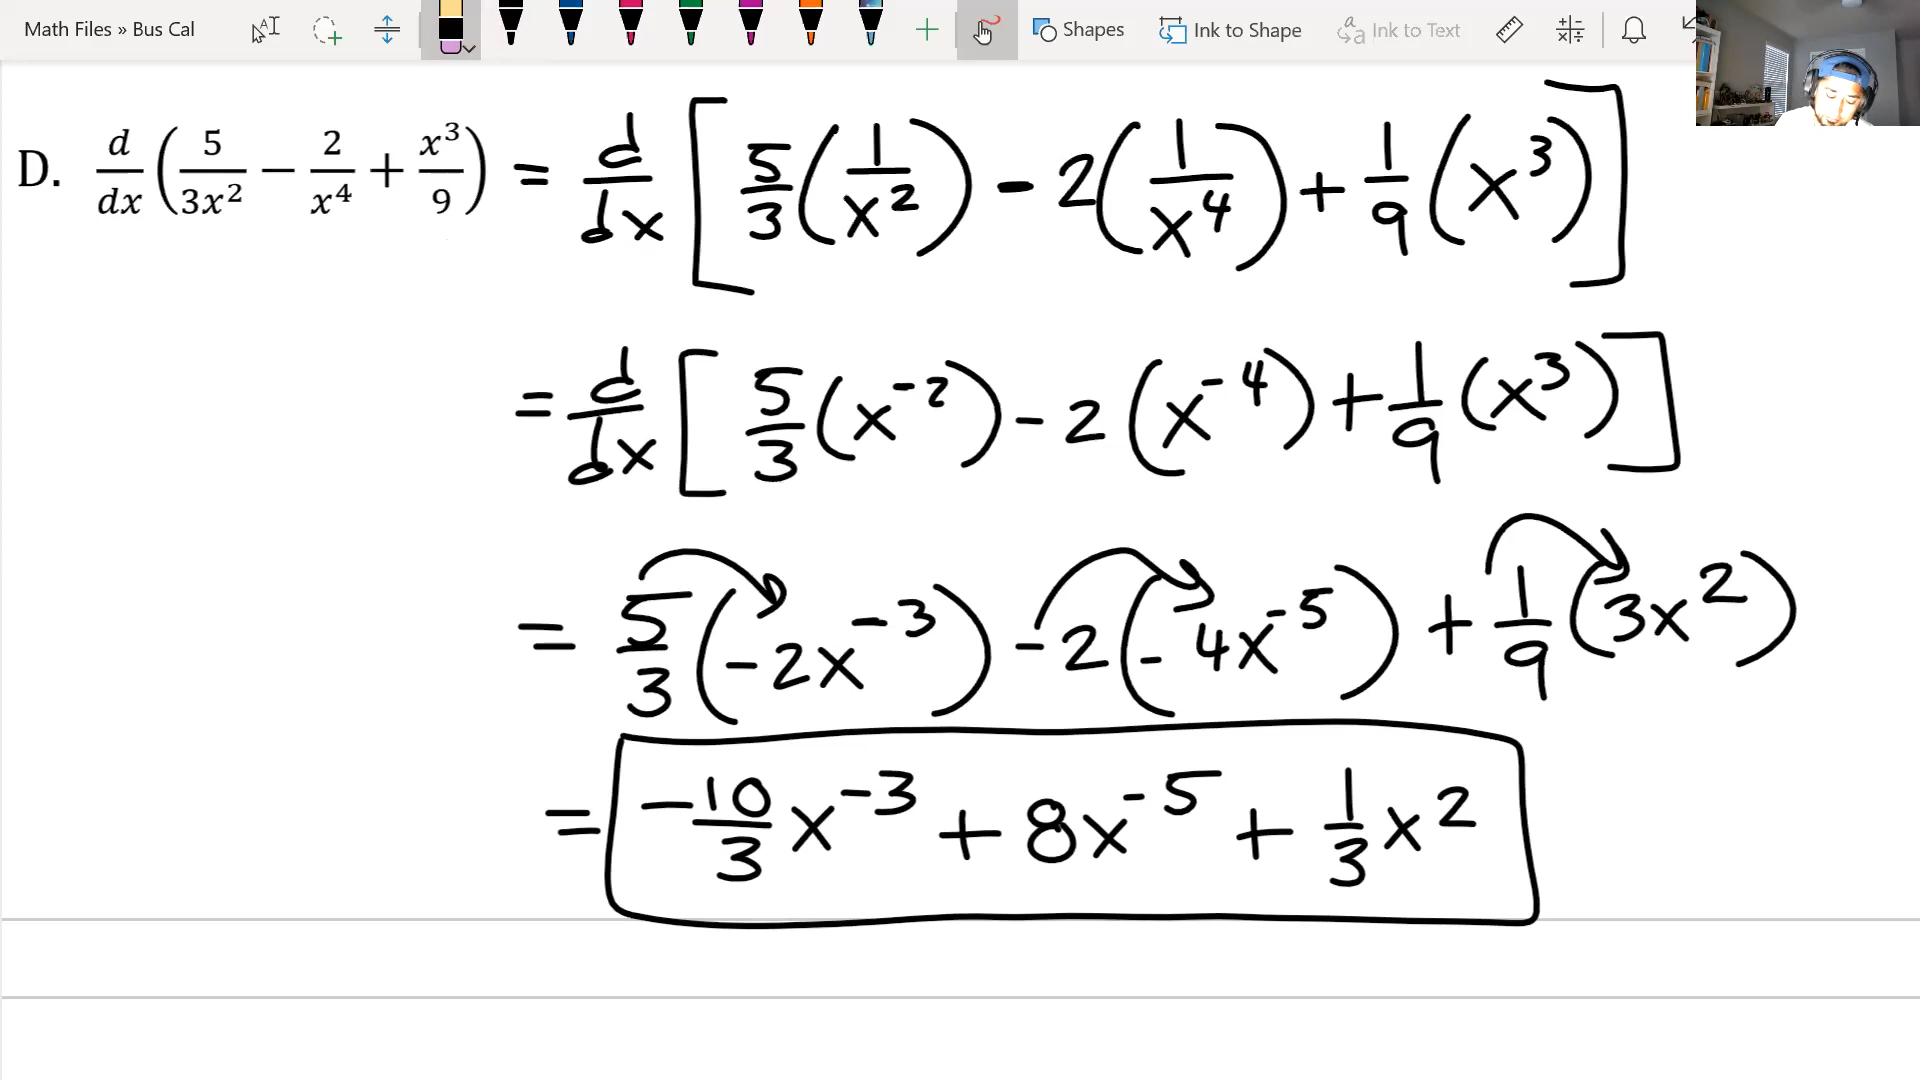 Math Files » Bus Cal Shapes Ink to Shape Ink to Text
D. d/dx (5/3x² − 2/x⁴ + x³/9) = d/dx [5/3 (1/x²) - 2 (1/x⁴) + 1/9 (x³)]
= d/dx [5/3 (x⁻²) - 2 (x⁻⁴) + 1/9 (x³)]
= 5/3 (-2x⁻³) - 2 (-4x⁻⁵) + 1/9 (3x²)
= -10/3 x⁻³ + 8x⁻⁵ + 1/3 x²